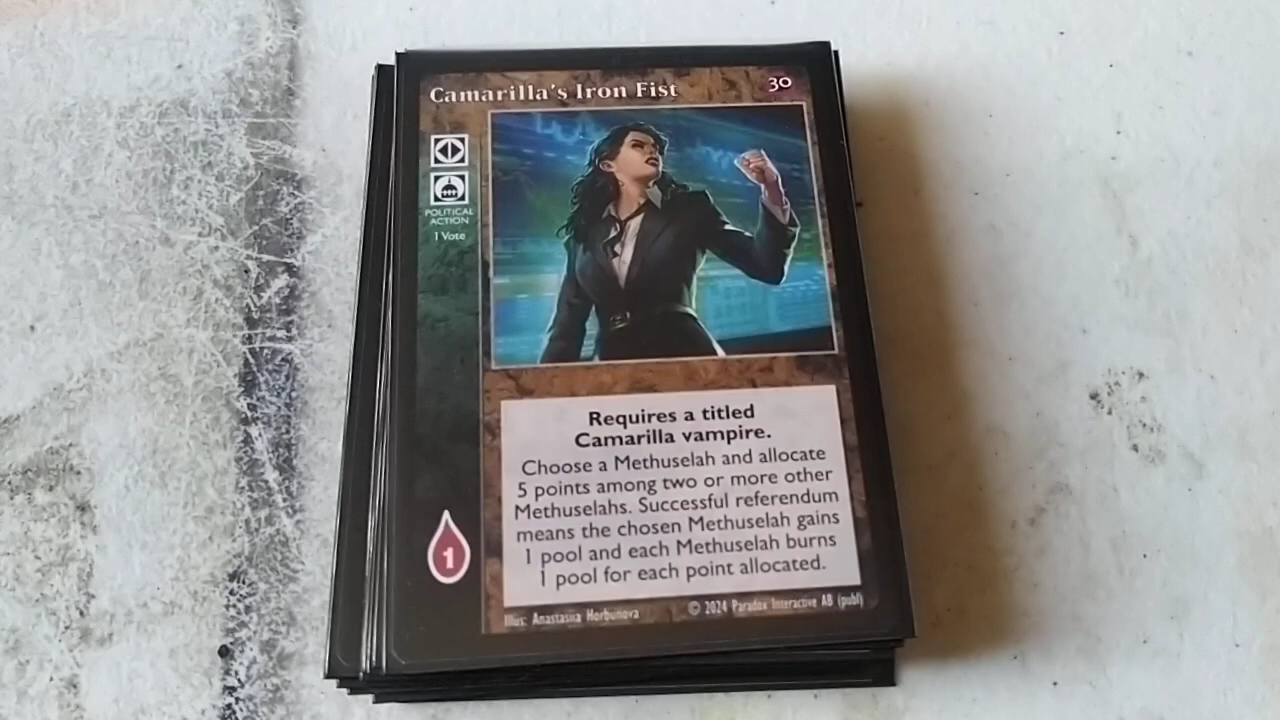 Camarilla's Iron Fist 30
POLITICAL
ACTION
1 Vote
Requires a titled
Camarilla vampire.
Choose a Methuselah and allocate
5 points among two or more other
Methuselahs. Successful referendum
means the chosen Methuselah gains
1 pool and each Methuselah burns
1 pool for each point allocated.
1
Illus: Anastasiia Horbunova © 2024 Paradox Interactive AB (publ)